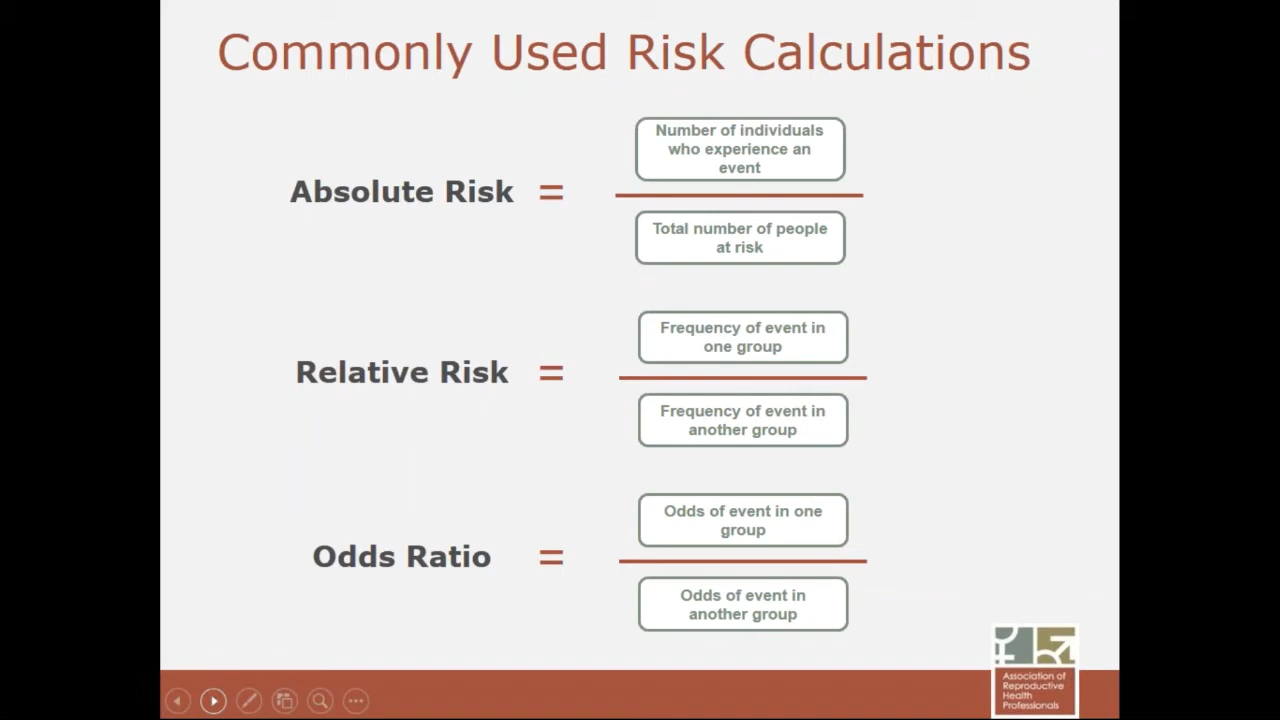 Commonly Used Risk Calculations
Number of individuals
who experience an
event
Absolute Risk =
Total number of people
at risk
Frequency of event in
one group
Relative Risk =
Frequency of event in
another group
Odds of event in one
group
Odds Ratio =
Odds of event in
another group
Association of
Reproductive
Health
Professionals